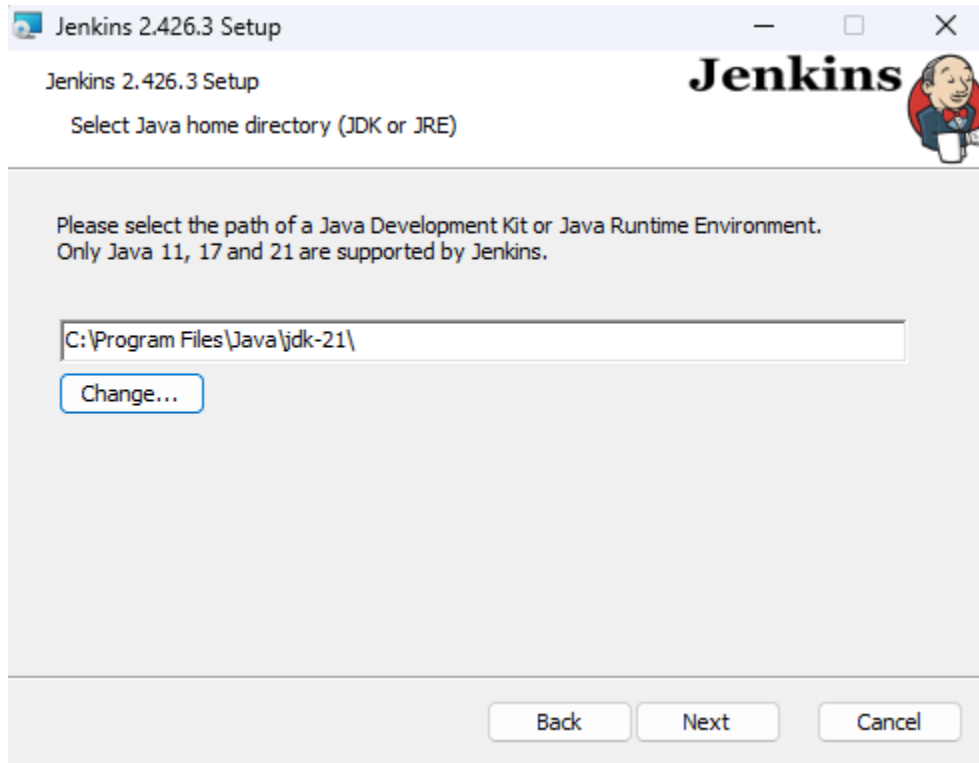 Jenkins 2.426.3 Setup
Jenkins 2.426.3 Setup
Jenkins
Select Java home directory (JDK or JRE)
Please select the path of a Java Development Kit or Java Runtime Environment.
Only Java 11, 17 and 21 are supported by Jenkins.
C:\Program Files\Java\jdk-21\
Change...
Back
Next
Cancel